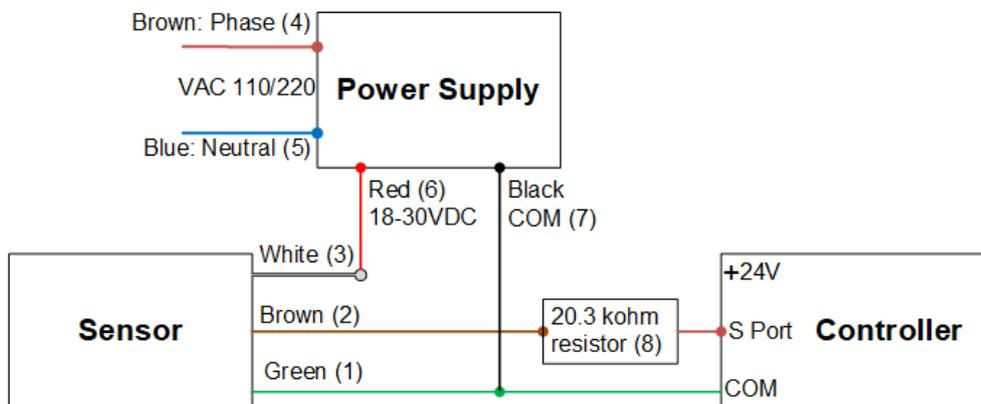 Brown: Phase (4)
VAC 110/220
Power Supply
Blue: Neutral (5)
Red (6)
18-30VDC
Black
COM (7)
White (3)
+24V
Brown (2)
20.3 kohm
resistor (8)
Sensor
S Port
Controller
Green (1)
COM